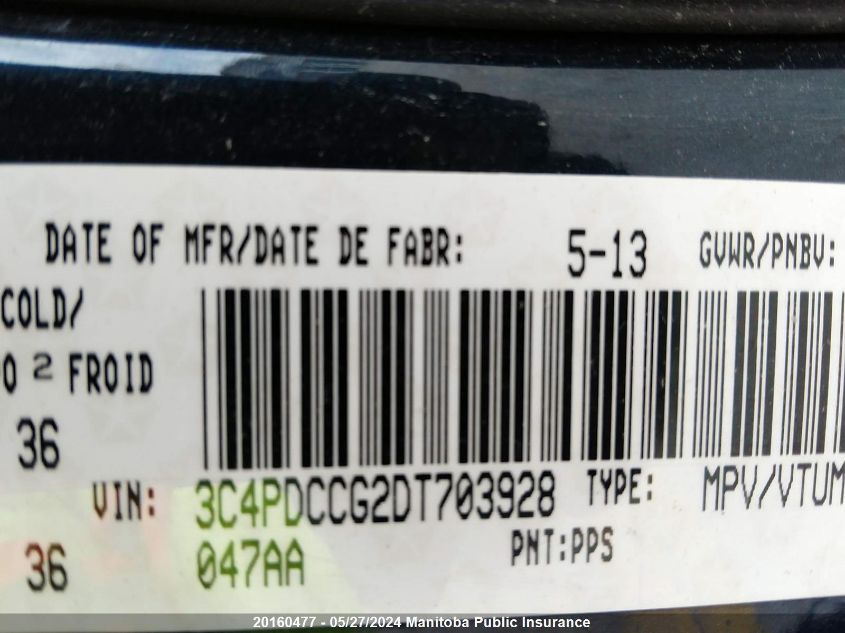 DATE OF MFR/DATE DE FABR: 5-13 GVWR/PNBV:
COLD/
O 2 FROID
36
VIN: 3C4PDCCG2DT703928 TYPE: MPV/VTUM
36 047AA PNT:PPS
20160477 - 05/27/2024 Manitoba Public Insurance